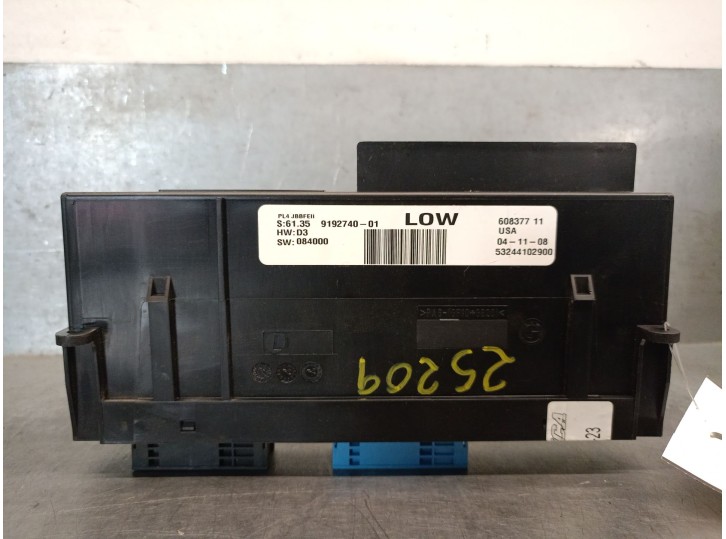 PL4 JBBFEII
S:61.35 9192740-01
HW:D3
SW: 084000
LOW
608377 11
USA
04-11-08
53244102900
25209
23